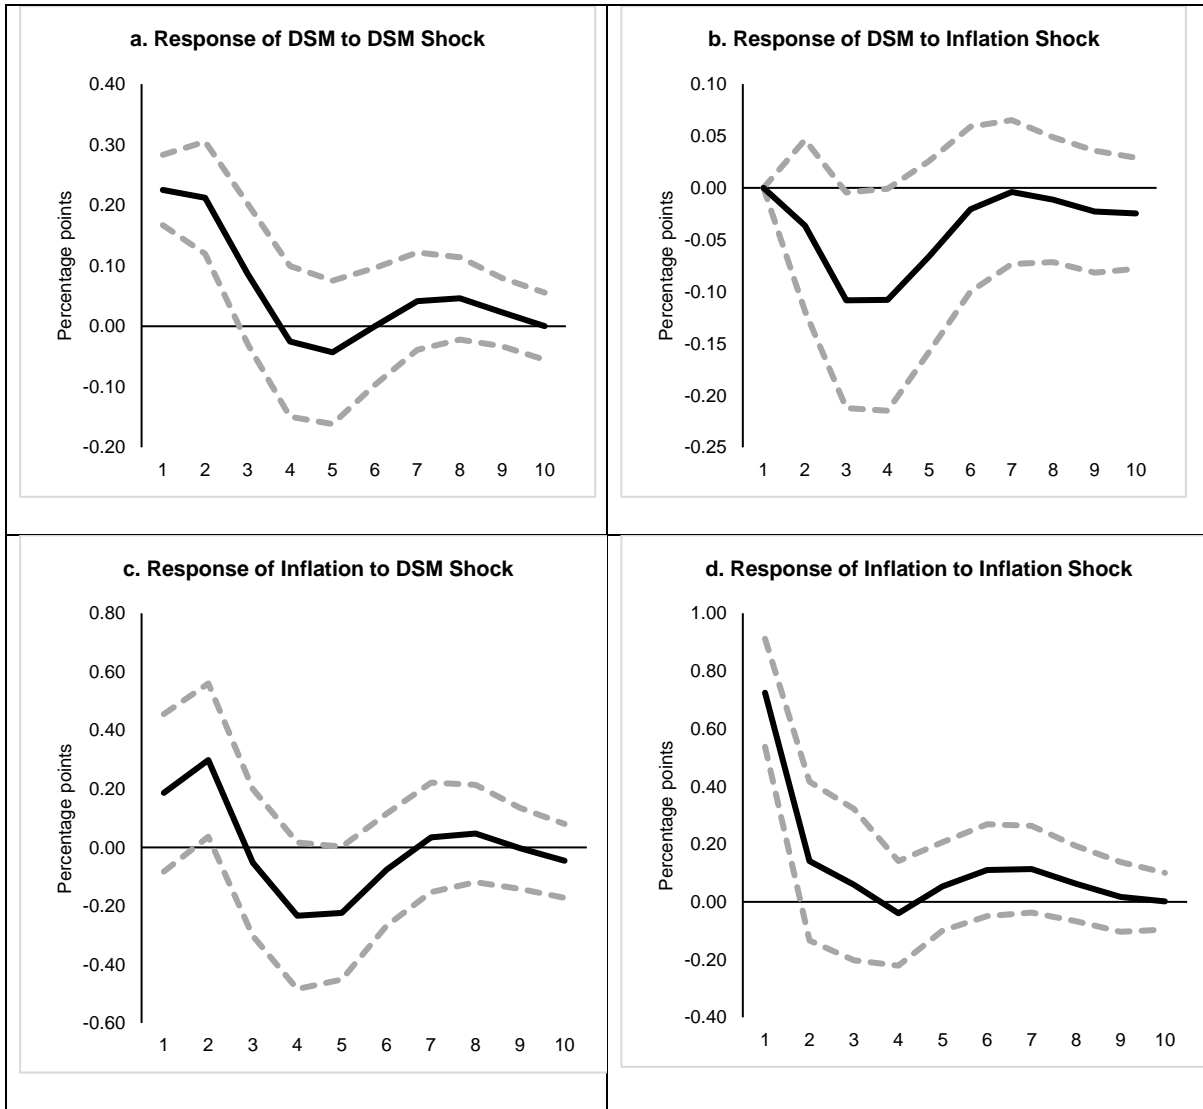 a. Response of DSM to DSM Shock
Percentage points
0.40
0.30
0.20
0.10
0.00
-0.10
-0.20
1 2 3 4 5 6 7 8 9 10
b. Response of DSM to Inflation Shock
Percentage points
0.10
0.05
0.00
-0.05
-0.10
-0.15
-0.20
-0.25
1 2 3 4 5 6 7 8 9 10
c. Response of Inflation to DSM Shock
Percentage points
0.80
0.60
0.40
0.20
0.00
-0.20
-0.40
-0.60
1 2 3 4 5 6 7 8 9 10
d. Response of Inflation to Inflation Shock
Percentage points
1.00
0.80
0.60
0.40
0.20
0.00
-0.20
-0.40
1 2 3 4 5 6 7 8 9 10